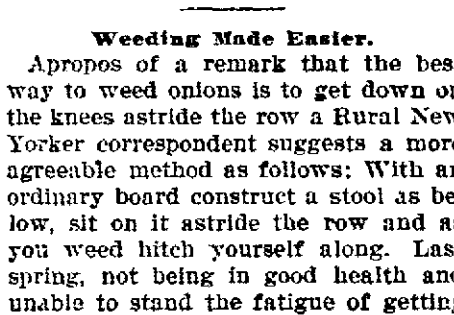 Weeding Made Easier.
Apropos of a remark that the bes
way to weed onions is to get down o
the knees astride the row a Rural New
Yorker correspondent suggests a mor
agreeable method as follows: With a
ordinary board construct a stool as be
low, sit on it astride the row and a
you weed hitch yourself along. Las
spring, not being in good health an
unable to stand the fatigue of getting